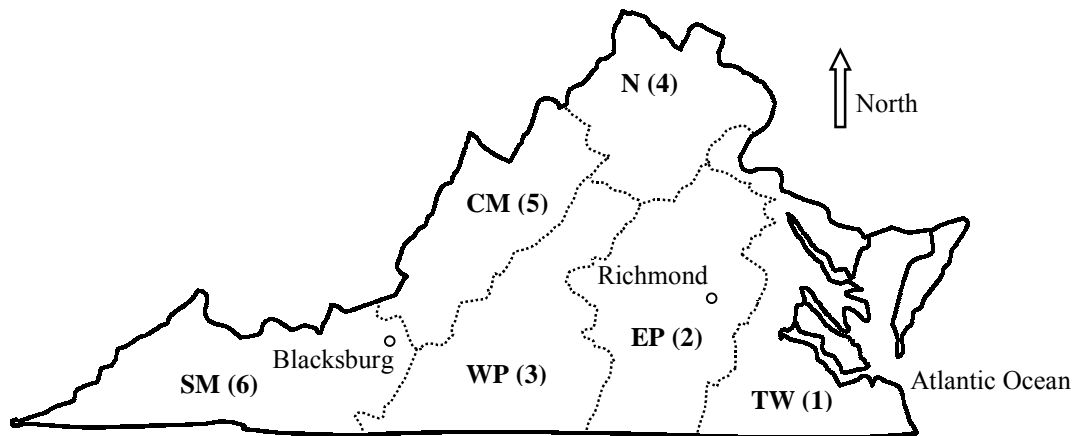 N (4)
North
CM (5)
Richmond
EP (2)
Blacksburg
SM (6)
WP (3)
TW (1)
Atlantic Ocean